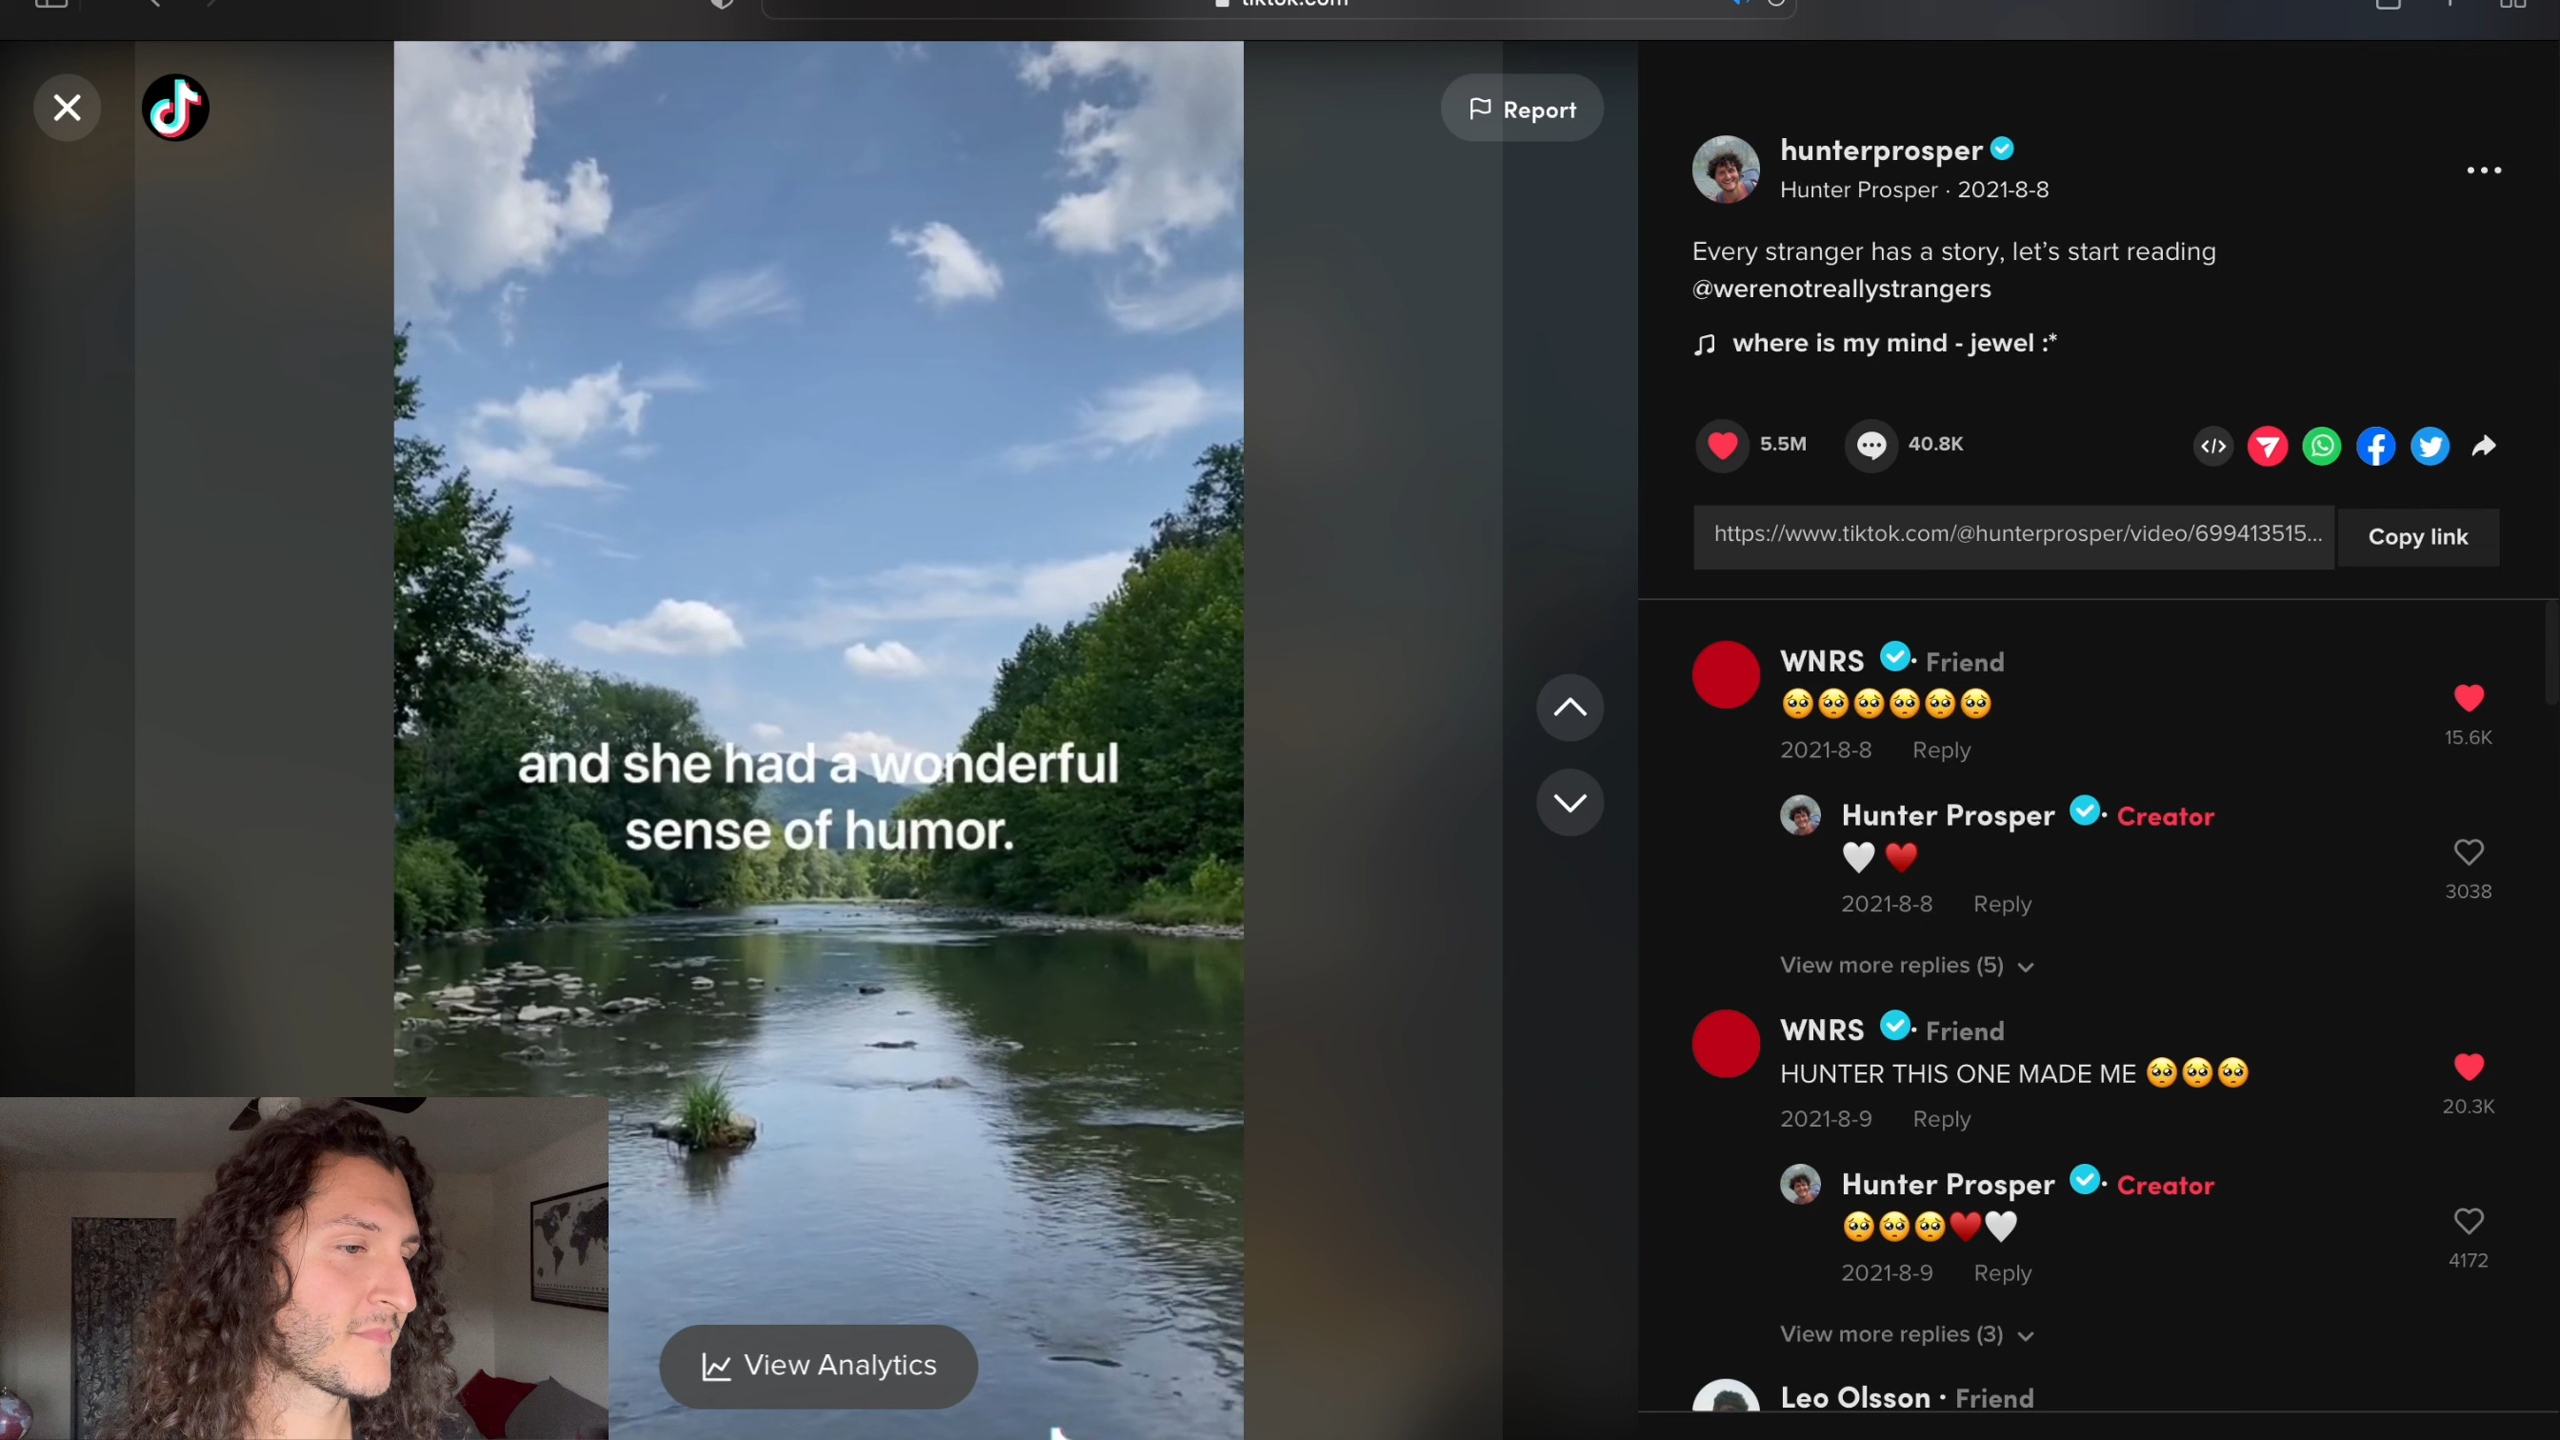 tiktok.com
Report
hunterprosper
Hunter Prosper · 2021-8-8
Every stranger has a story, let’s start reading
@werenotreallystrangers
where is my mind - jewel :*
5.5M
40.8K
https://www.tiktok.com/@hunterprosper/video/699413515...
Copy link
and she had a wonderful
sense of humor.
View Analytics
WNRS · Friend
🥺🥺🥺🥺🥺🥺
15.6K
2021-8-8 Reply
Hunter Prosper · Creator
🤍❤️
3038
2021-8-8 Reply
View more replies (5)
WNRS · Friend
HUNTER THIS ONE MADE ME 🥺🥺🥺
20.3K
2021-8-9 Reply
Hunter Prosper · Creator
🥺🥺🥺❤️🤍
4172
2021-8-9 Reply
View more replies (3)
Leo Olsson · Friend